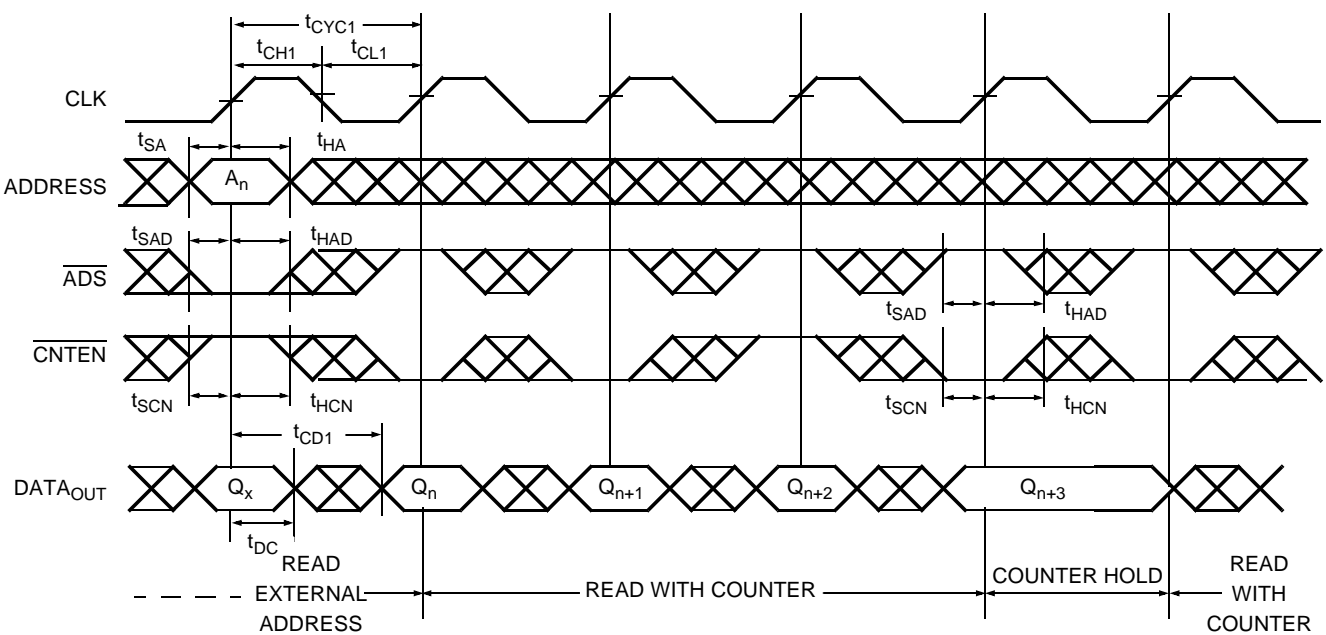 tCYC1
tCH1 tCL1
CLK
tSA tHA
ADDRESS An
tSAD tHAD
ADS
tSAD tHAD
CNTEN
tSCN tHCN tSCN tHCN
tCD1
DATAOUT Qx Qn Qn+1 Qn+2 Qn+3
tDC
READ EXTERNAL ADDRESS
READ WITH COUNTER
COUNTER HOLD
READ WITH COUNTER